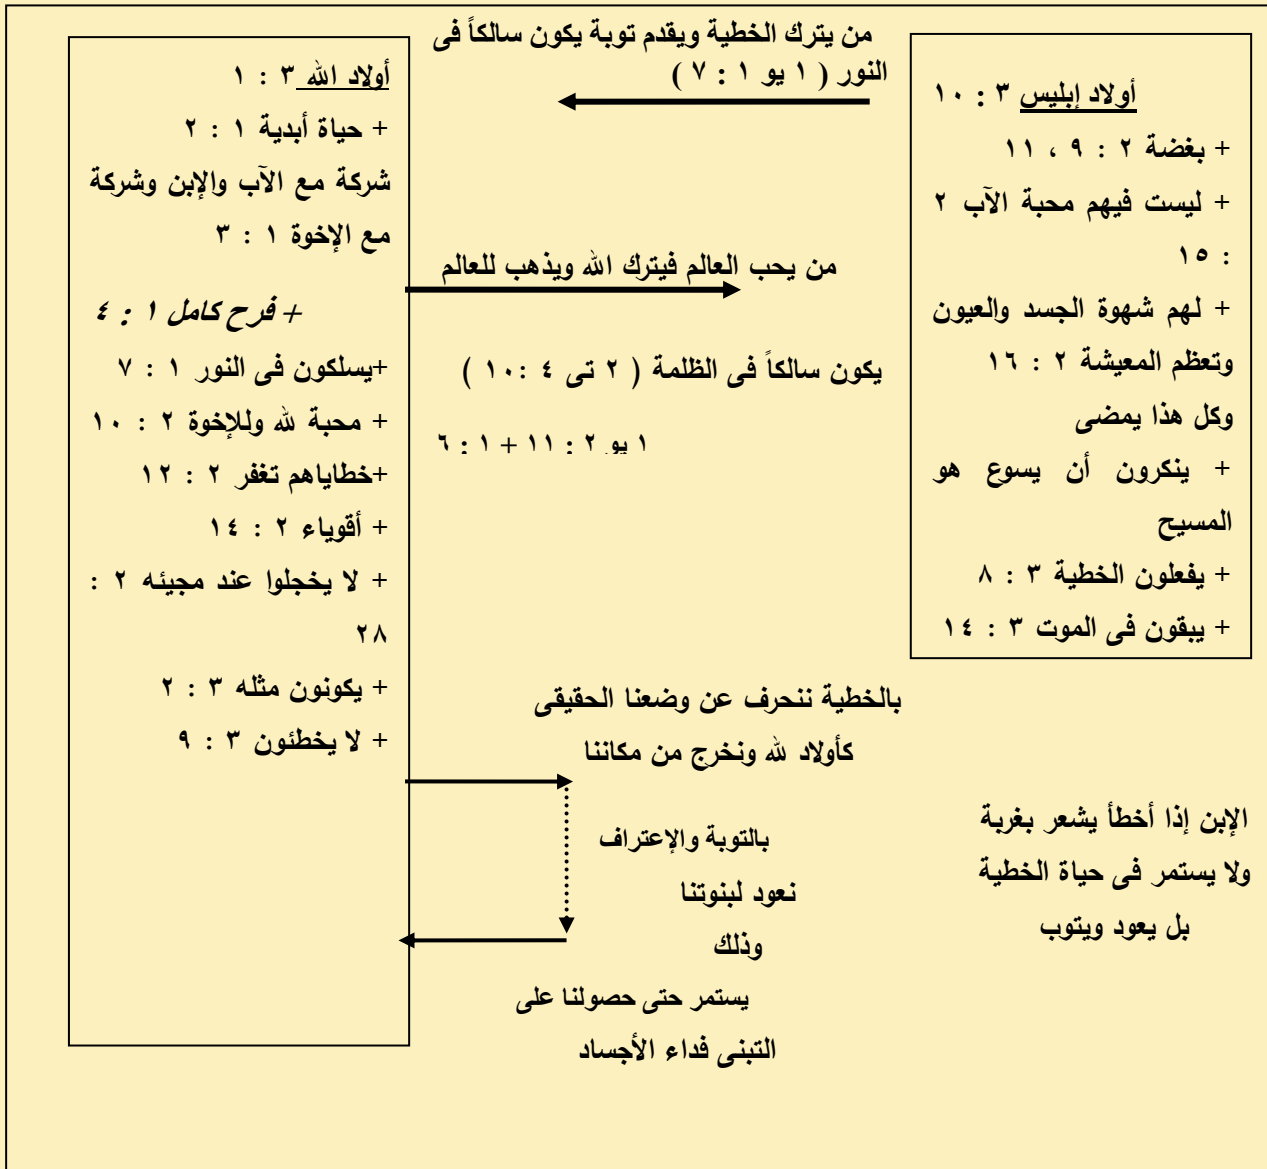 من يترك الخطية ويقدم توبة يكون سالكاً فى
النور ( ١ يو ١ : ٧ )
أولاد إبليس ٣ : ١٠
+ بغضة ٢ : ٩ ، ١١
+ ليست فيهم محبة الآب ٢
: ١٥
+ لهم شهوة الجسد والعيون
وتعظم المعيشة ٢ : ١٦
وكل هذا يمضى
+ ينكرون أن يسوع هو
المسيح
+ يفعلون الخطية ٣ : ٨
+ يبقون فى الموت ٣ : ١٤
من يحب العالم فيترك الله ويذهب للعالم
يكون سالكاً فى الظلمة ( ٢ تى ٤ : ١٠ )
١ يو ٢ : ١١ + ١ : ٦
أولاد الله ٣ : ١
+ حياة أبدية ١ : ٢
شركة مع الآب والإبن وشركة
مع الإخوة ١ : ٣
+ فرح كامل ١ : ٤
+يسلكون فى النور ١ : ٧
+ محبة لله وللإخوة ٢ : ١٠
+خطاياهم تغفر ٢ : ١٢
+ أقوياء ٢ : ١٤
+ لا يخجلوا عند مجيئه ٢ :
٢٨
+ يكونون مثله ٣ : ٢
+ لا يخطئون ٣ : ٩
بالخطية ننحرف عن وضعنا الحقيقى
كأولاد لله ونخرج من مكاننا
بالتوبة والإعتراف
نعود لبنوتنا
وذلك
يستمر حتى حصولنا على
التبنى فداء الأجساد
الإبن إذا أخطأ يشعر بغربة
ولا يستمر فى حياة الخطية
بل يعود ويتوب